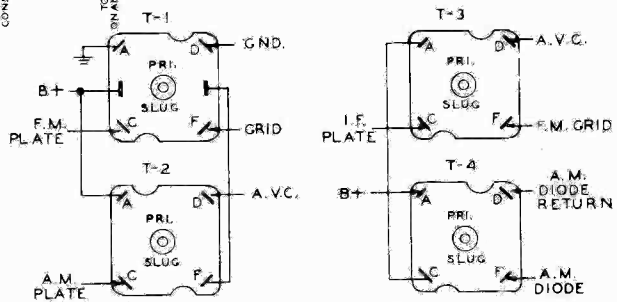 T-1
A
D
GND.
PRI.
SLUG
B+
F.M.
PLATE
C
F
GRID
T-2
A
D
A.V.C.
PRI.
SLUG
A.M.
PLATE
C
F
T-3
A
D
A.V.C.
PRI.
SLUG
I.F.
PLATE
C
F
F.M. GRID
T-4
B+
A
D
A.M.
DIODE
RETURN
PRI.
SLUG
C
F
A.M.
DIODE